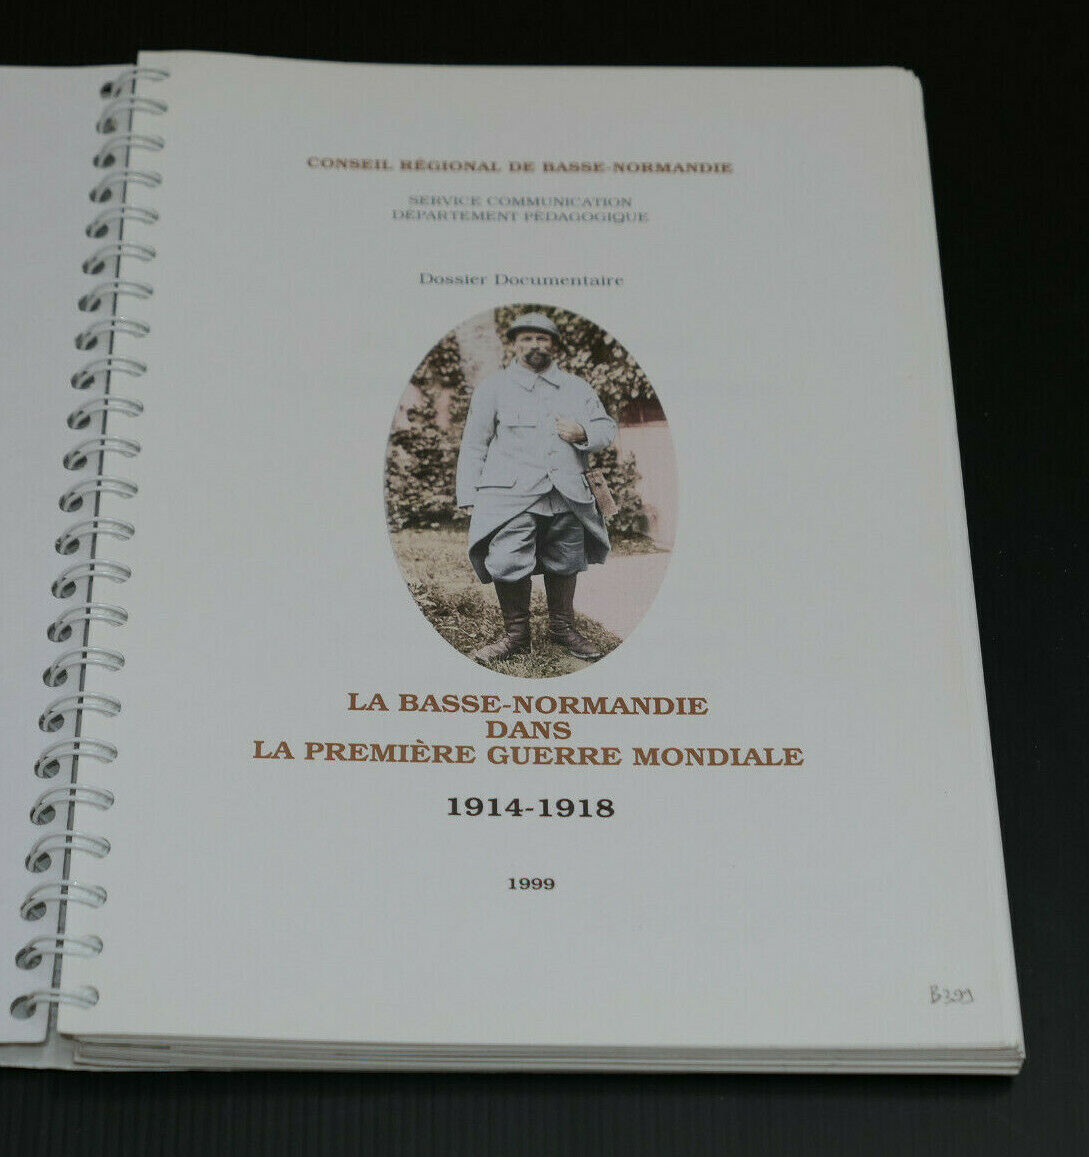 CONSEIL RÉGIONAL DE BASSE-NORMANDIE
SERVICE COMMUNICATION
DÉPARTEMENT PÉDAGOGIQUE
Dossier Documentaire
LA BASSE-NORMANDIE
DANS
LA PREMIÈRE GUERRE MONDIALE
1914-1918
1999
B399